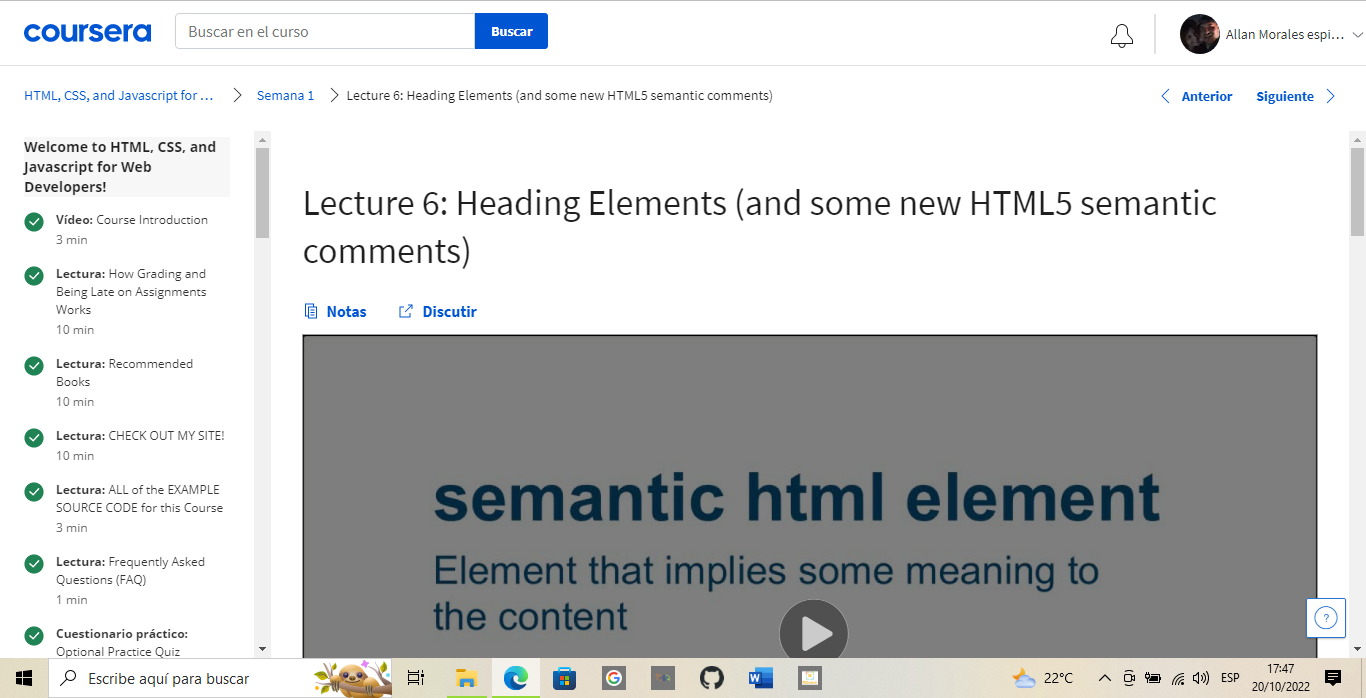 coursera
Buscar en el curso
Buscar
Allan Morales espi...
HTML, CSS, and Javascript for ...
Semana 1
Lecture 6: Heading Elements (and some new HTML5 semantic comments)
Anterior
Siguiente
Welcome to HTML, CSS, and
Javascript for Web
Developers!
Vídeo: Course Introduction
3 min
Lectura: How Grading and
Being Late on Assignments
Works
10 min
Lectura: Recommended
Books
10 min
Lectura: CHECK OUT MY SITE!
10 min
Lectura: ALL of the EXAMPLE
SOURCE CODE for this Course
3 min
Lectura: Frequently Asked
Questions (FAQ)
1 min
Cuestionario práctico:
Optional Practice Quiz
Lecture 6: Heading Elements (and some new HTML5 semantic
comments)
Notas
Discutir
semantic html element
Element that implies some meaning to
the content
?
Escribe aquí para buscar
G
W
22°C
ESP
17:47
20/10/2022